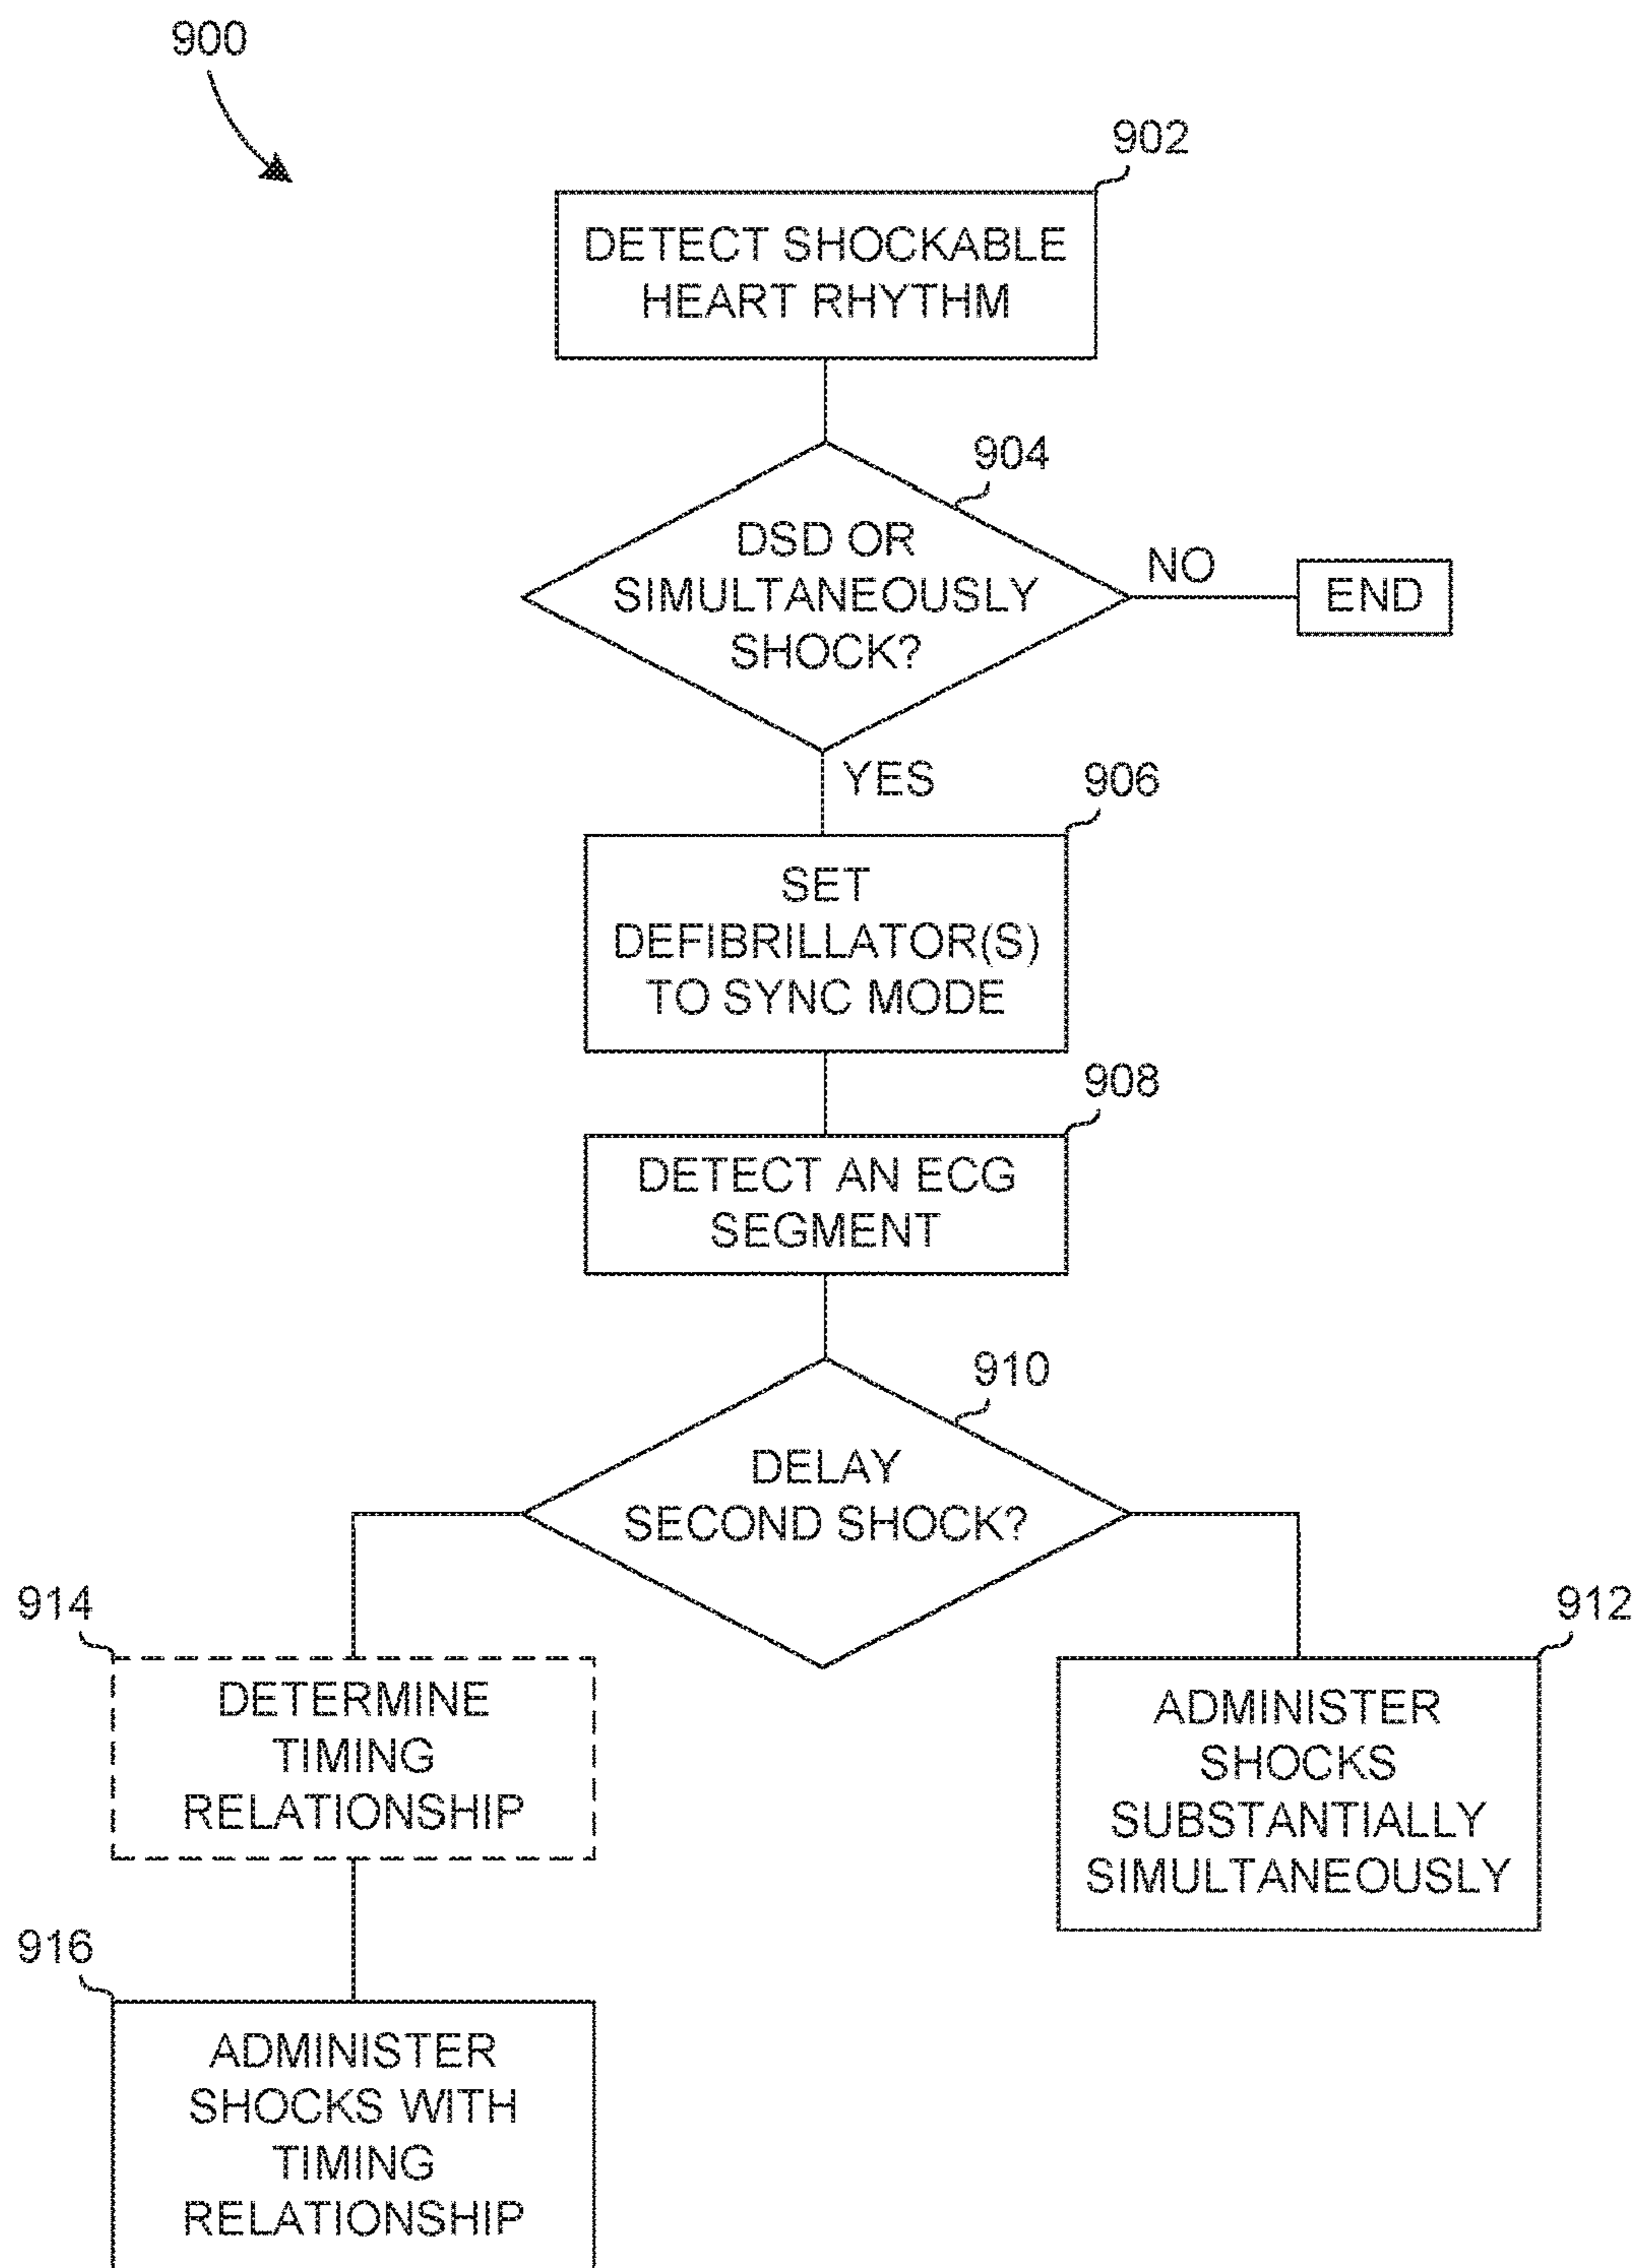 900
902
DETECT SHOCKABLE
HEART RHYTHM
904
DSD OR
SIMULTANEOUSLY
SHOCK?
NO
END
YES
906
SET
DEFIBRILLATOR(S)
TO SYNC MODE
908
DETECT AN ECG
SEGMENT
910
DELAY
SECOND SHOCK?
914
DETERMINE
TIMING
RELATIONSHIP
912
ADMINISTER
SHOCKS
SUBSTANTIALLY
SIMULTANEOUSLY
916
ADMINISTER
SHOCKS WITH
TIMING
RELATIONSHIP